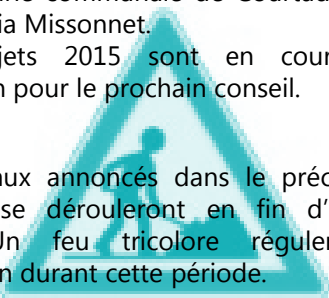 ia Missonnet.
jets 2015 sont en cour
n pour le prochain conseil.
aux annoncés dans le préc
se dérouleront en fin d'
Un feu tricolore réguler
n durant cette période.